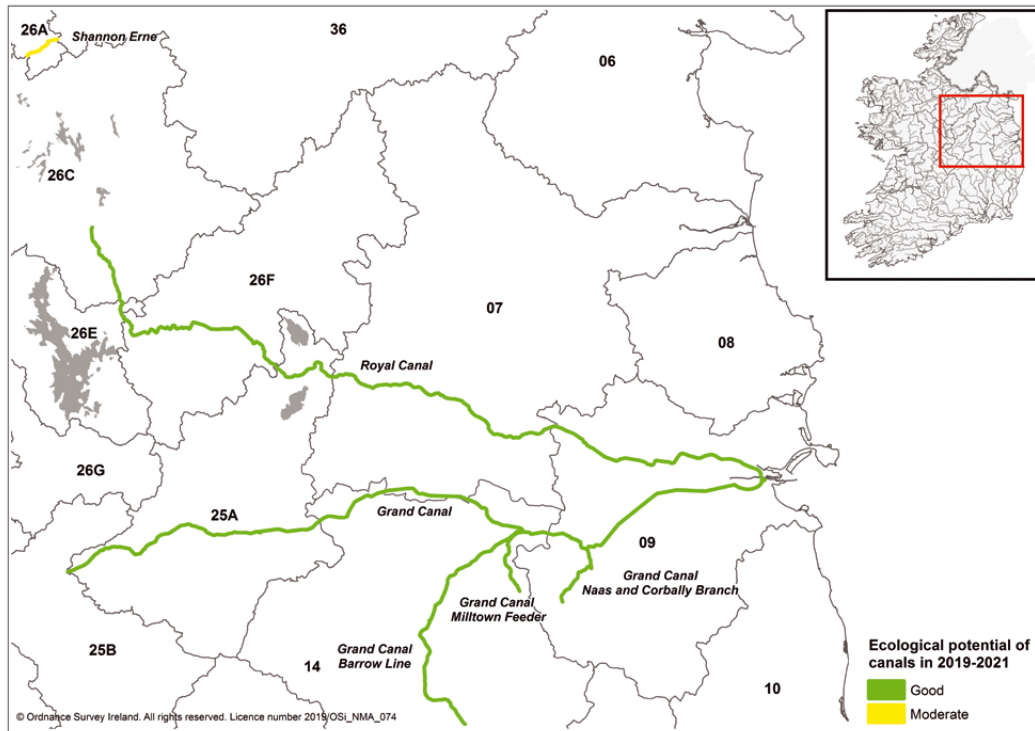 26A
Shannon Erne
36
06
26C
26F
07
26E
08
Royal Canal
26G
25A
Grand Canal
09
Grand Canal
Naas and Corbally Branch
Grand Canal
Milltown Feeder
Grand Canal
Barrow Line
25B
14
10
Ecological potential of
canals in 2019-2021
Good
Moderate
© Ordnance Survey Ireland. All rights reserved. Licence number 2019/OSi_NMA_074